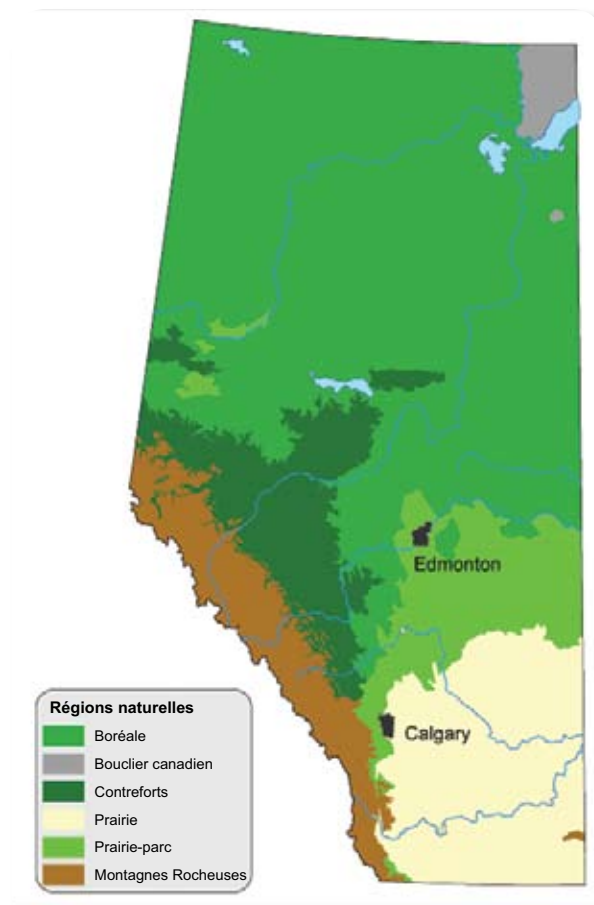 Edmonton
Calgary
Régions naturelles
Boréale
Bouclier canadien
Contreforts
Prairie
Prairie-parc
Montagnes Rocheuses